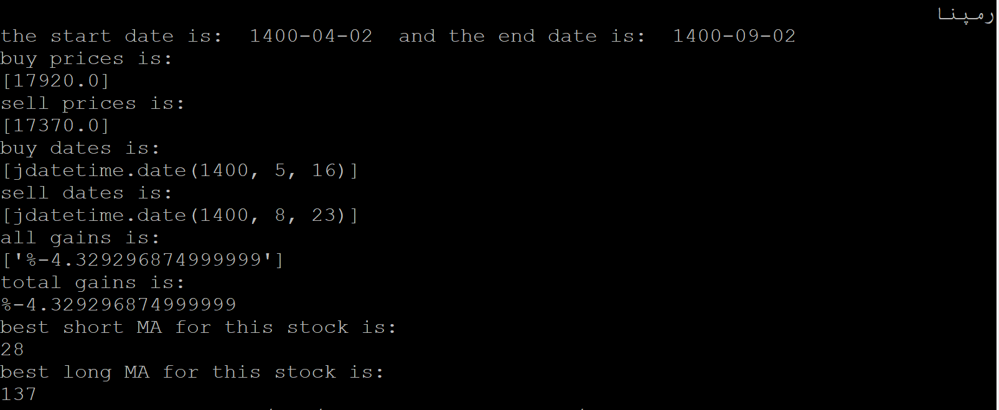 رمپنا
the start date is:  1400-04-02  and the end date is:  1400-09-02
buy prices is:
[17920.0]
sell prices is:
[17370.0]
buy dates is:
[jdatetime.date(1400, 5, 16)]
sell dates is:
[jdatetime.date(1400, 8, 23)]
all gains is:
['%-4.329296874999999']
total gains is:
%-4.329296874999999
best short MA for this stock is:
28
best long MA for this stock is:
137